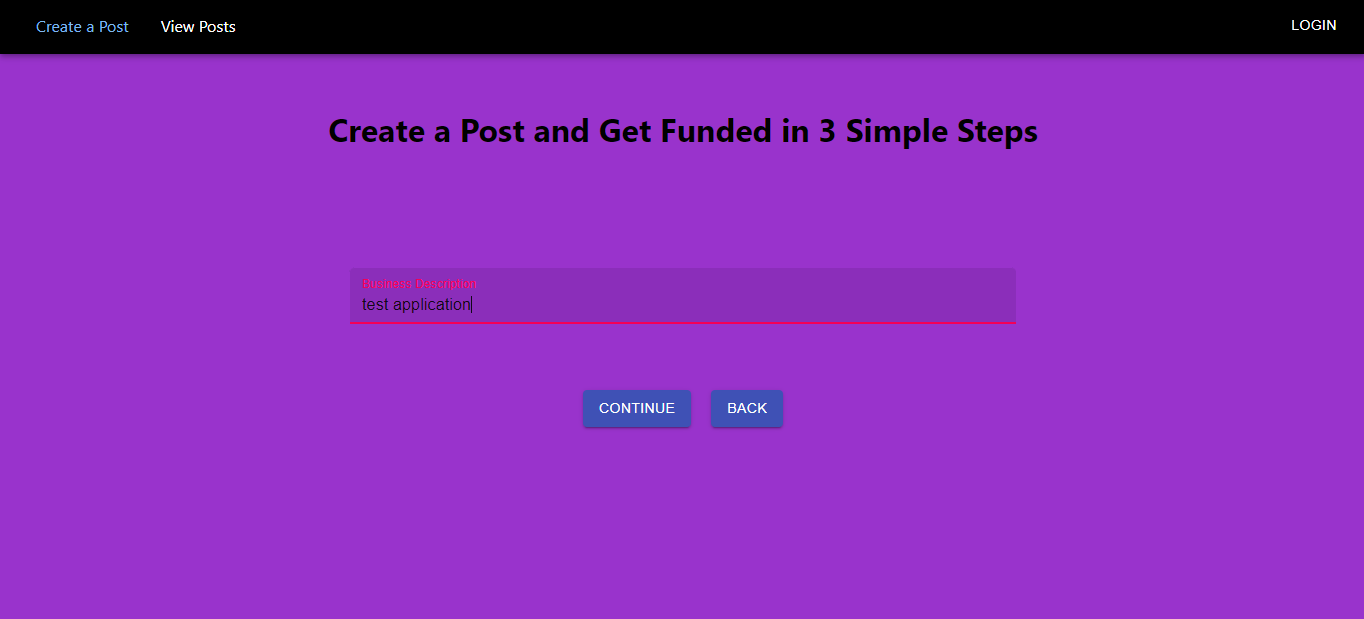 Create a Post View Posts LOGIN
Create a Post and Get Funded in 3 Simple Steps
Business Description
test application
CONTINUE BACK